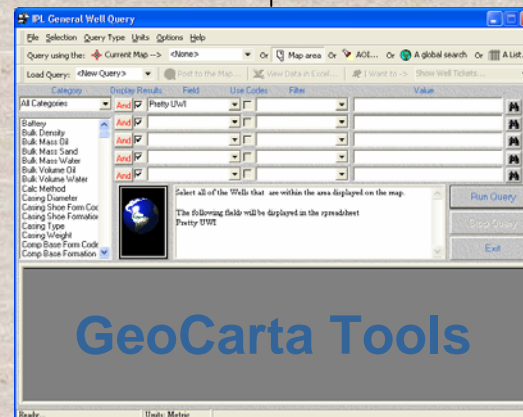 IPL General Well Query
File Selection Query Type Units Options Help
Query using the: Current Map --> <None> Or Map area Or AOI... Or A global search Or A List.
Load Query: <New Query> Post to the Map... View Data in Excel... I Want to -> Show Well Tickets...
Category Display Results Field Use Codes Filter Value
All Categories And Pretty UWI
Battery And
Bulk Density
Bulk Mass Oil And
Bulk Mass Sand
Bulk Mass Water And
Bulk Volume Oil
Bulk Volume Water And
Calc Method
Casing Diameter
Casing Shoe Form Cod
Casing Shoe Formation
Casing Type
Casing Weight
Comp Base Form Code
Comp Base Formation
Select all of the Wells that are within the area displayed on the map.
The following fields will be displayed in the spreadsheet
Pretty UWI
Run Query
Stop Query
Exit
GeoCarta Tools
Ready... Units: Metric